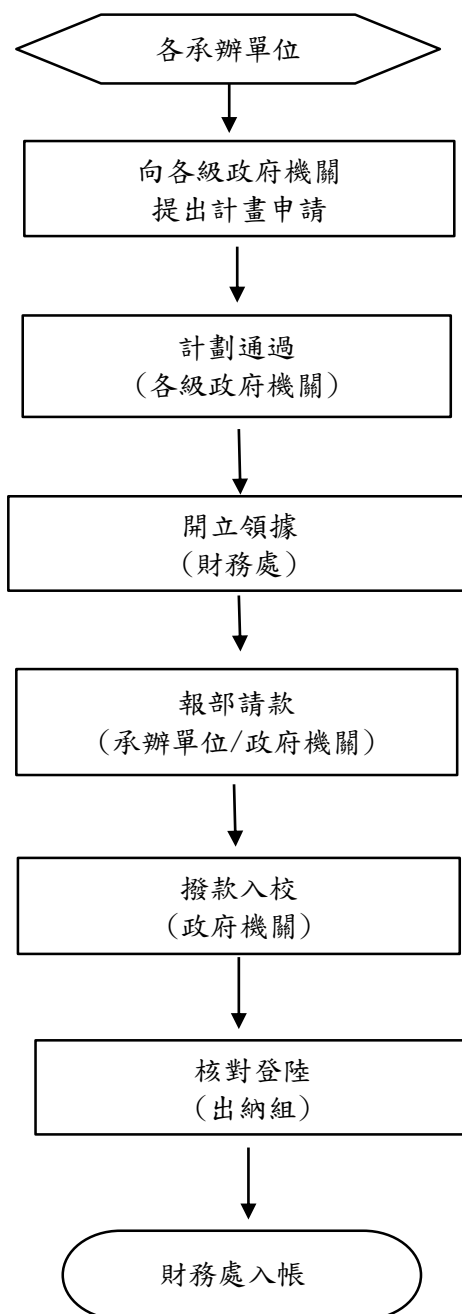 各承辦單位
向各級政府機關
提出計畫申請
計劃通過
(各級政府機關)
開立領據
(財務處)
報部請款
(承辦單位/政府機關)
撥款入校
(政府機關)
核對登陸
(出納組)
財務處入帳